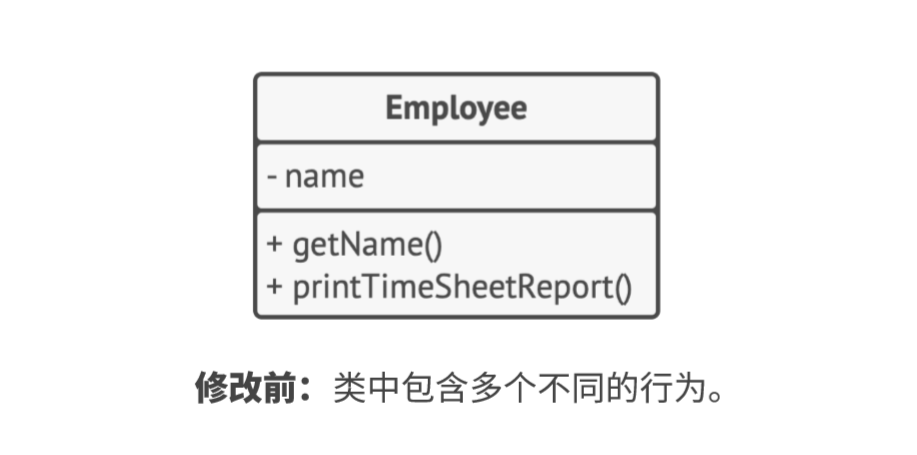 Employee
- name
+ getName()
+ printTimeSheetReport()
修改前：类中包含多个不同的行为。